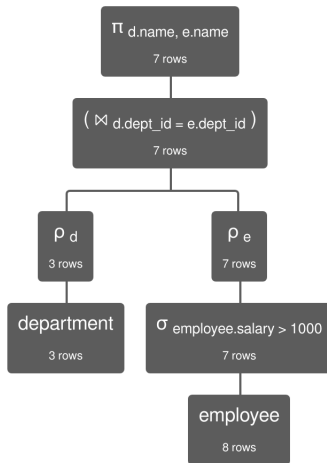 π d.name, e.name
7 rows
( ⋈ d.dept_id = e.dept_id )
7 rows
ρ d
3 rows
ρ e
7 rows
department
3 rows
σ employee.salary > 1000
7 rows
employee
8 rows